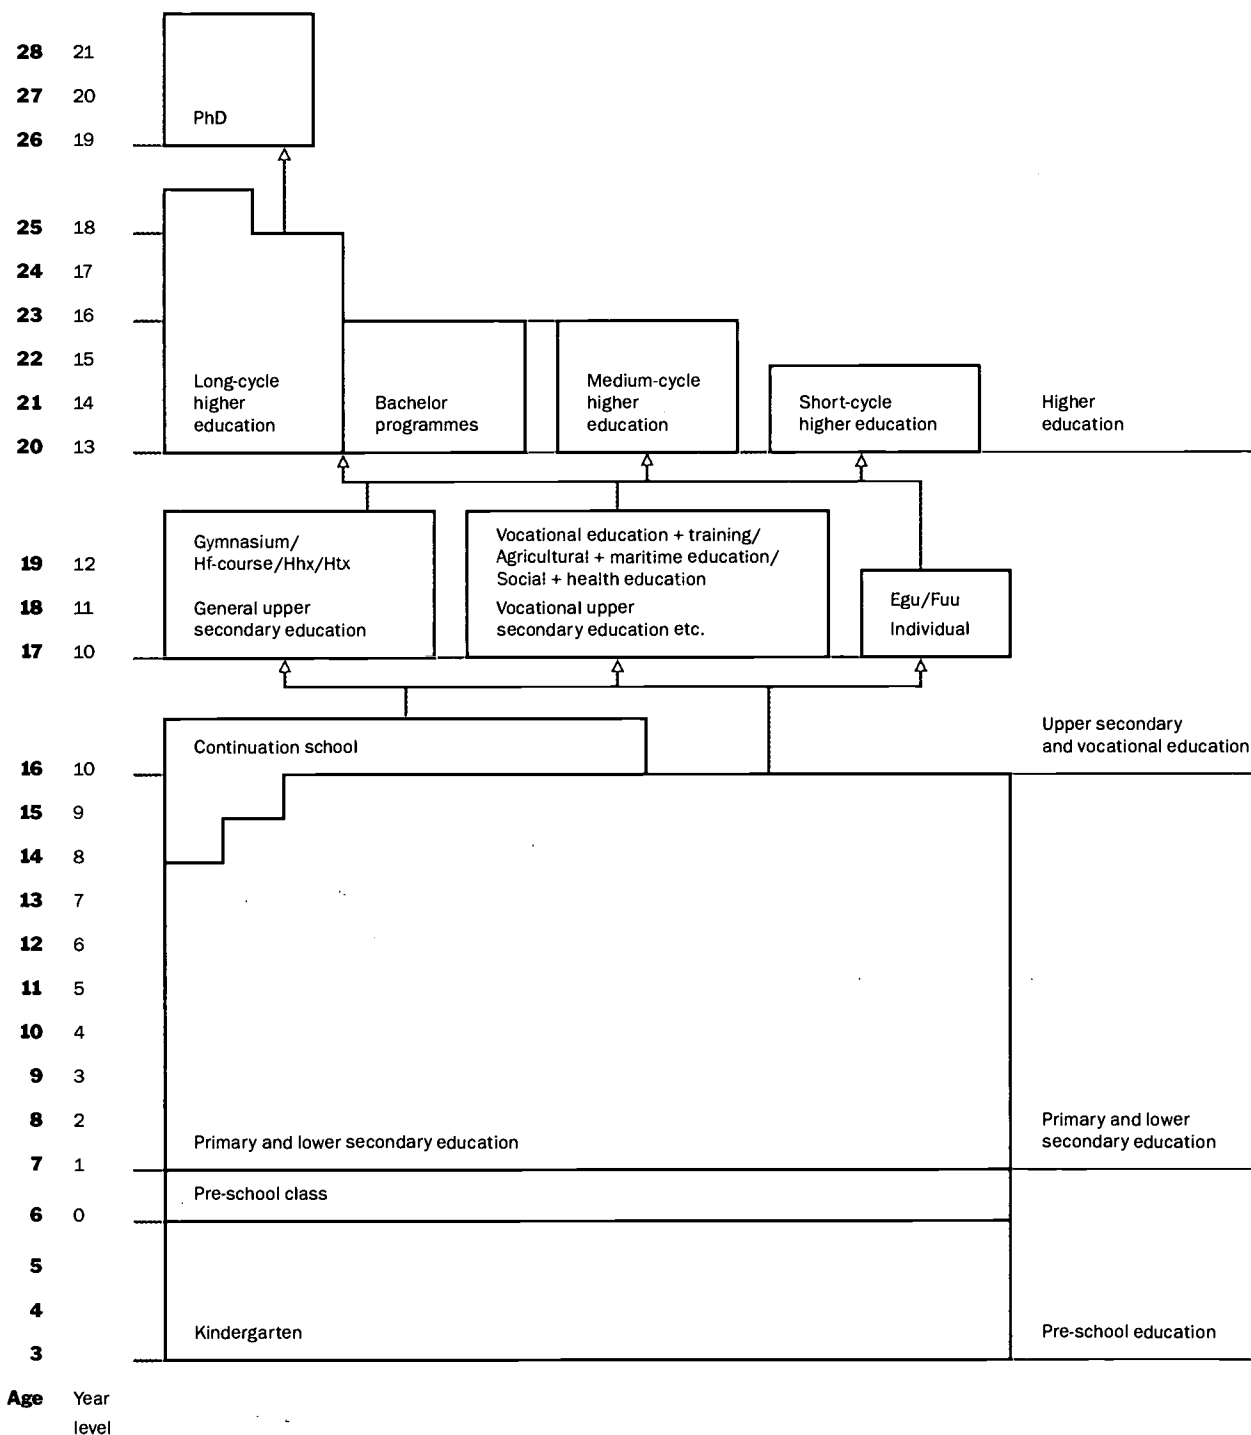 28 21
27 20
PhD
26 19
25 18
24 17
23 16
22 15
Long-cycle
higher
education
Bachelor
programmes
Medium-cycle
higher
education
Short-cycle
higher education
Higher
education
21 14
20 13
Gymnasium/
Hf-course/Hhx/Htx
General upper
secondary education
Vocational education + training/
Agricultural + maritime education/
Social + health education
Vocational upper
secondary education etc.
Egu/Fuu
Individual
19 12
18 11
17 10
Continuation school
Upper secondary
and vocational education
16 10
15 9
14 8
13 7
12 6
11 5
10 4
9 3
8 2
Primary and lower secondary education
Primary and lower
secondary education
7 1
Pre-school class
6 0
5
4
Kindergarten
Pre-school education
3
Age Year
level